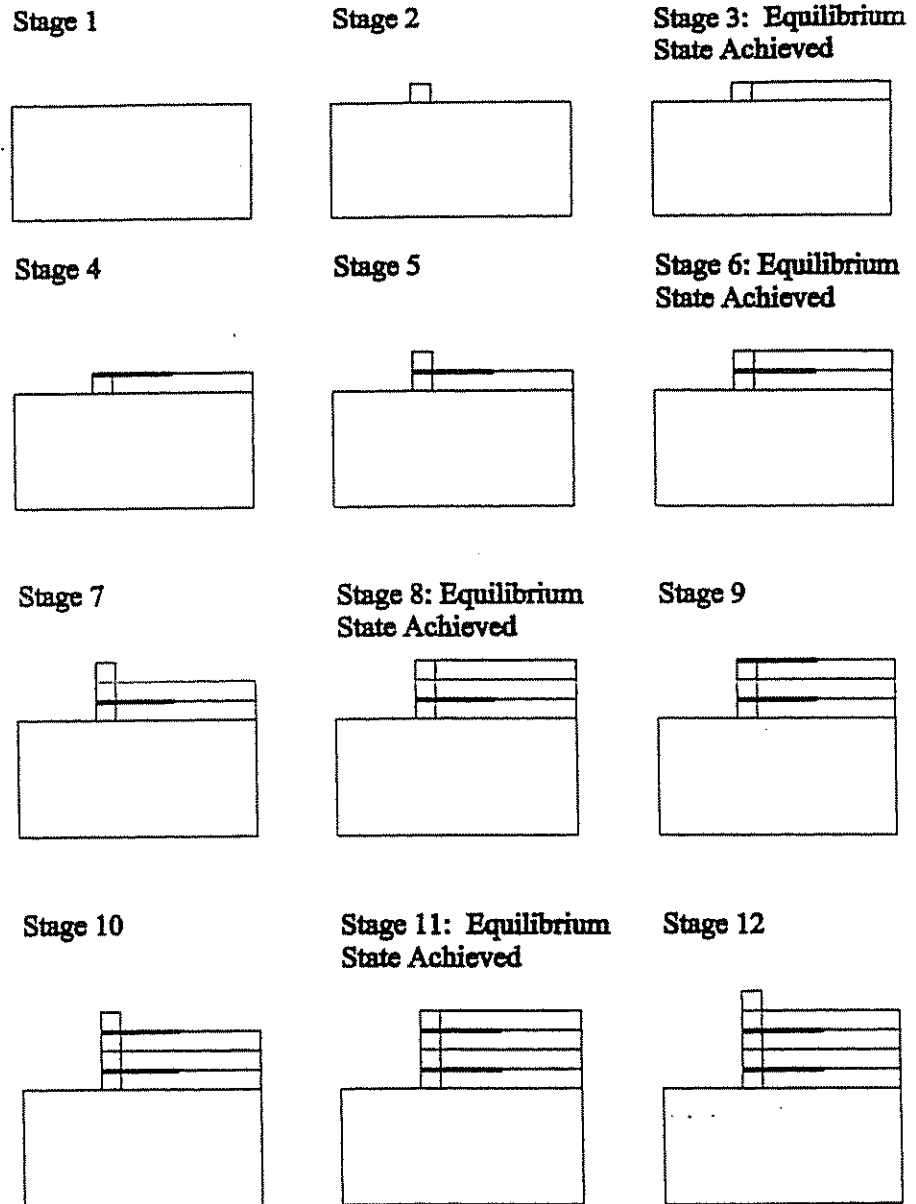 Stage 1
Stage 2
Stage 3: Equilibrium
State Achieved
Stage 4
Stage 5
Stage 6: Equilibrium
State Achieved
Stage 7
Stage 8: Equilibrium
State Achieved
Stage 9
Stage 10
Stage 11: Equilibrium
State Achieved
Stage 12